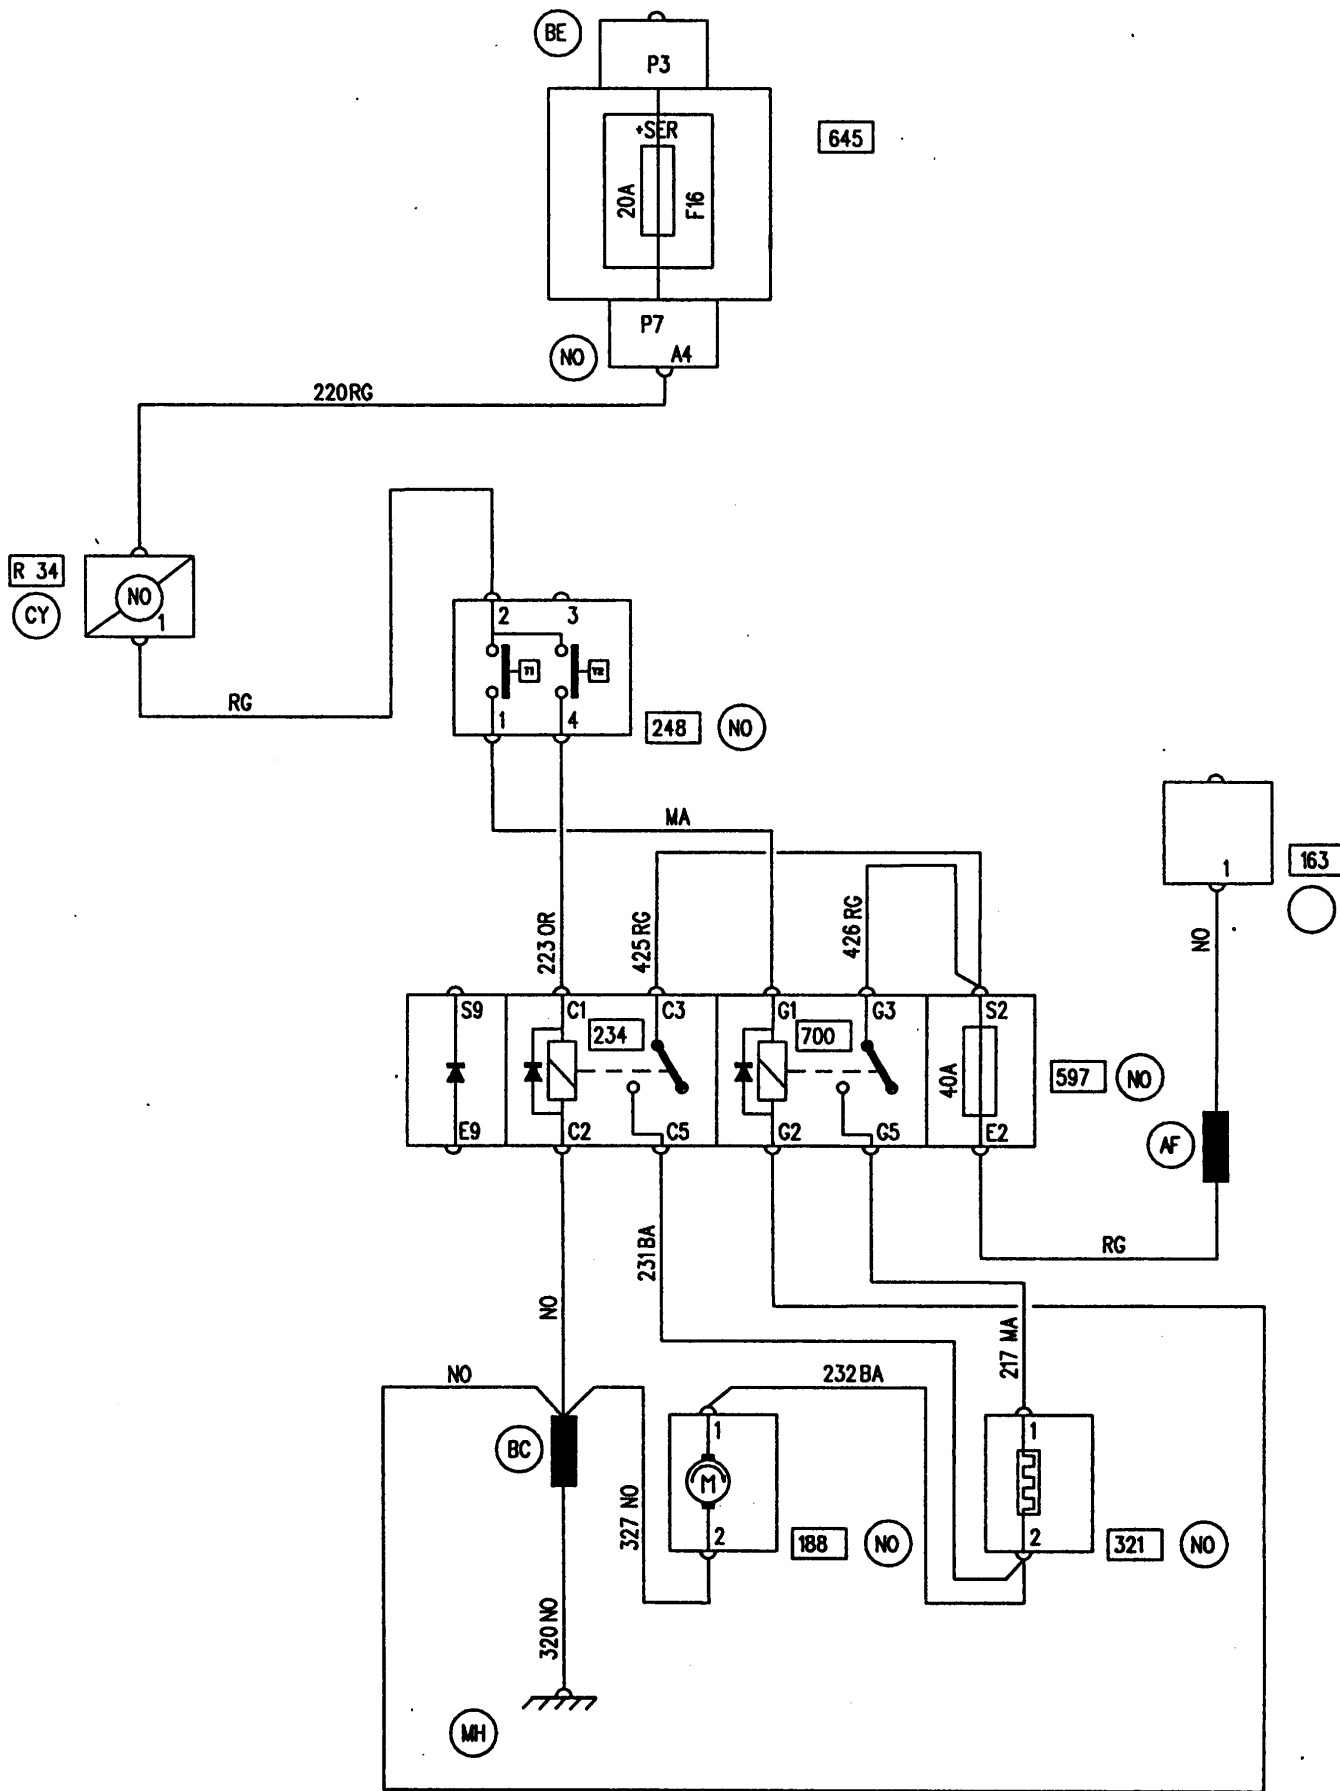 BE
P3
645
+SER
20A
F16
P7
NO
A4
220RG
R 34
NO
CY
1
2
3
RG
T1
T2
1
4
248
NO
MA
1
163
223 OR
425 RG
426 RG
NO
S9
C1
C3
G1
G3
S2
234
700
40A
597
NO
E9
C2
C5
G2
G5
E2
AF
RG
231 BA
NO
217 MA
NO
232 BA
1
1
BC
M
327 NO
2
188
NO
2
321
NO
320 NO
MH